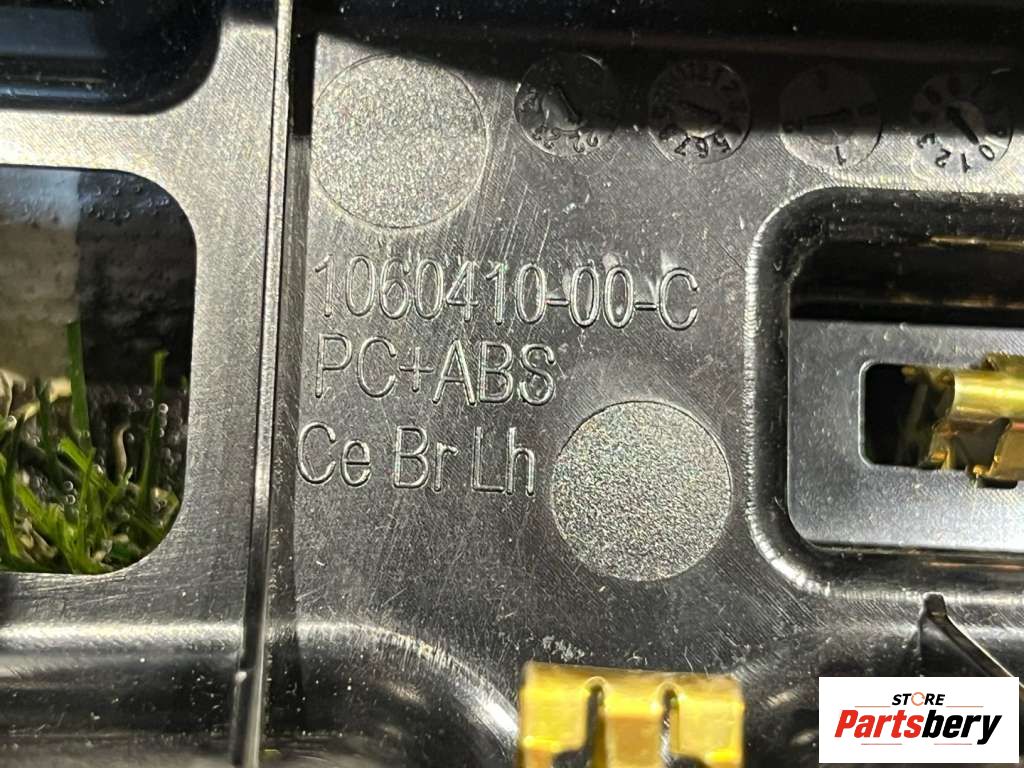 1060410-00-C
PC+ABS
Ce Br Lh
STORE
Partsbery